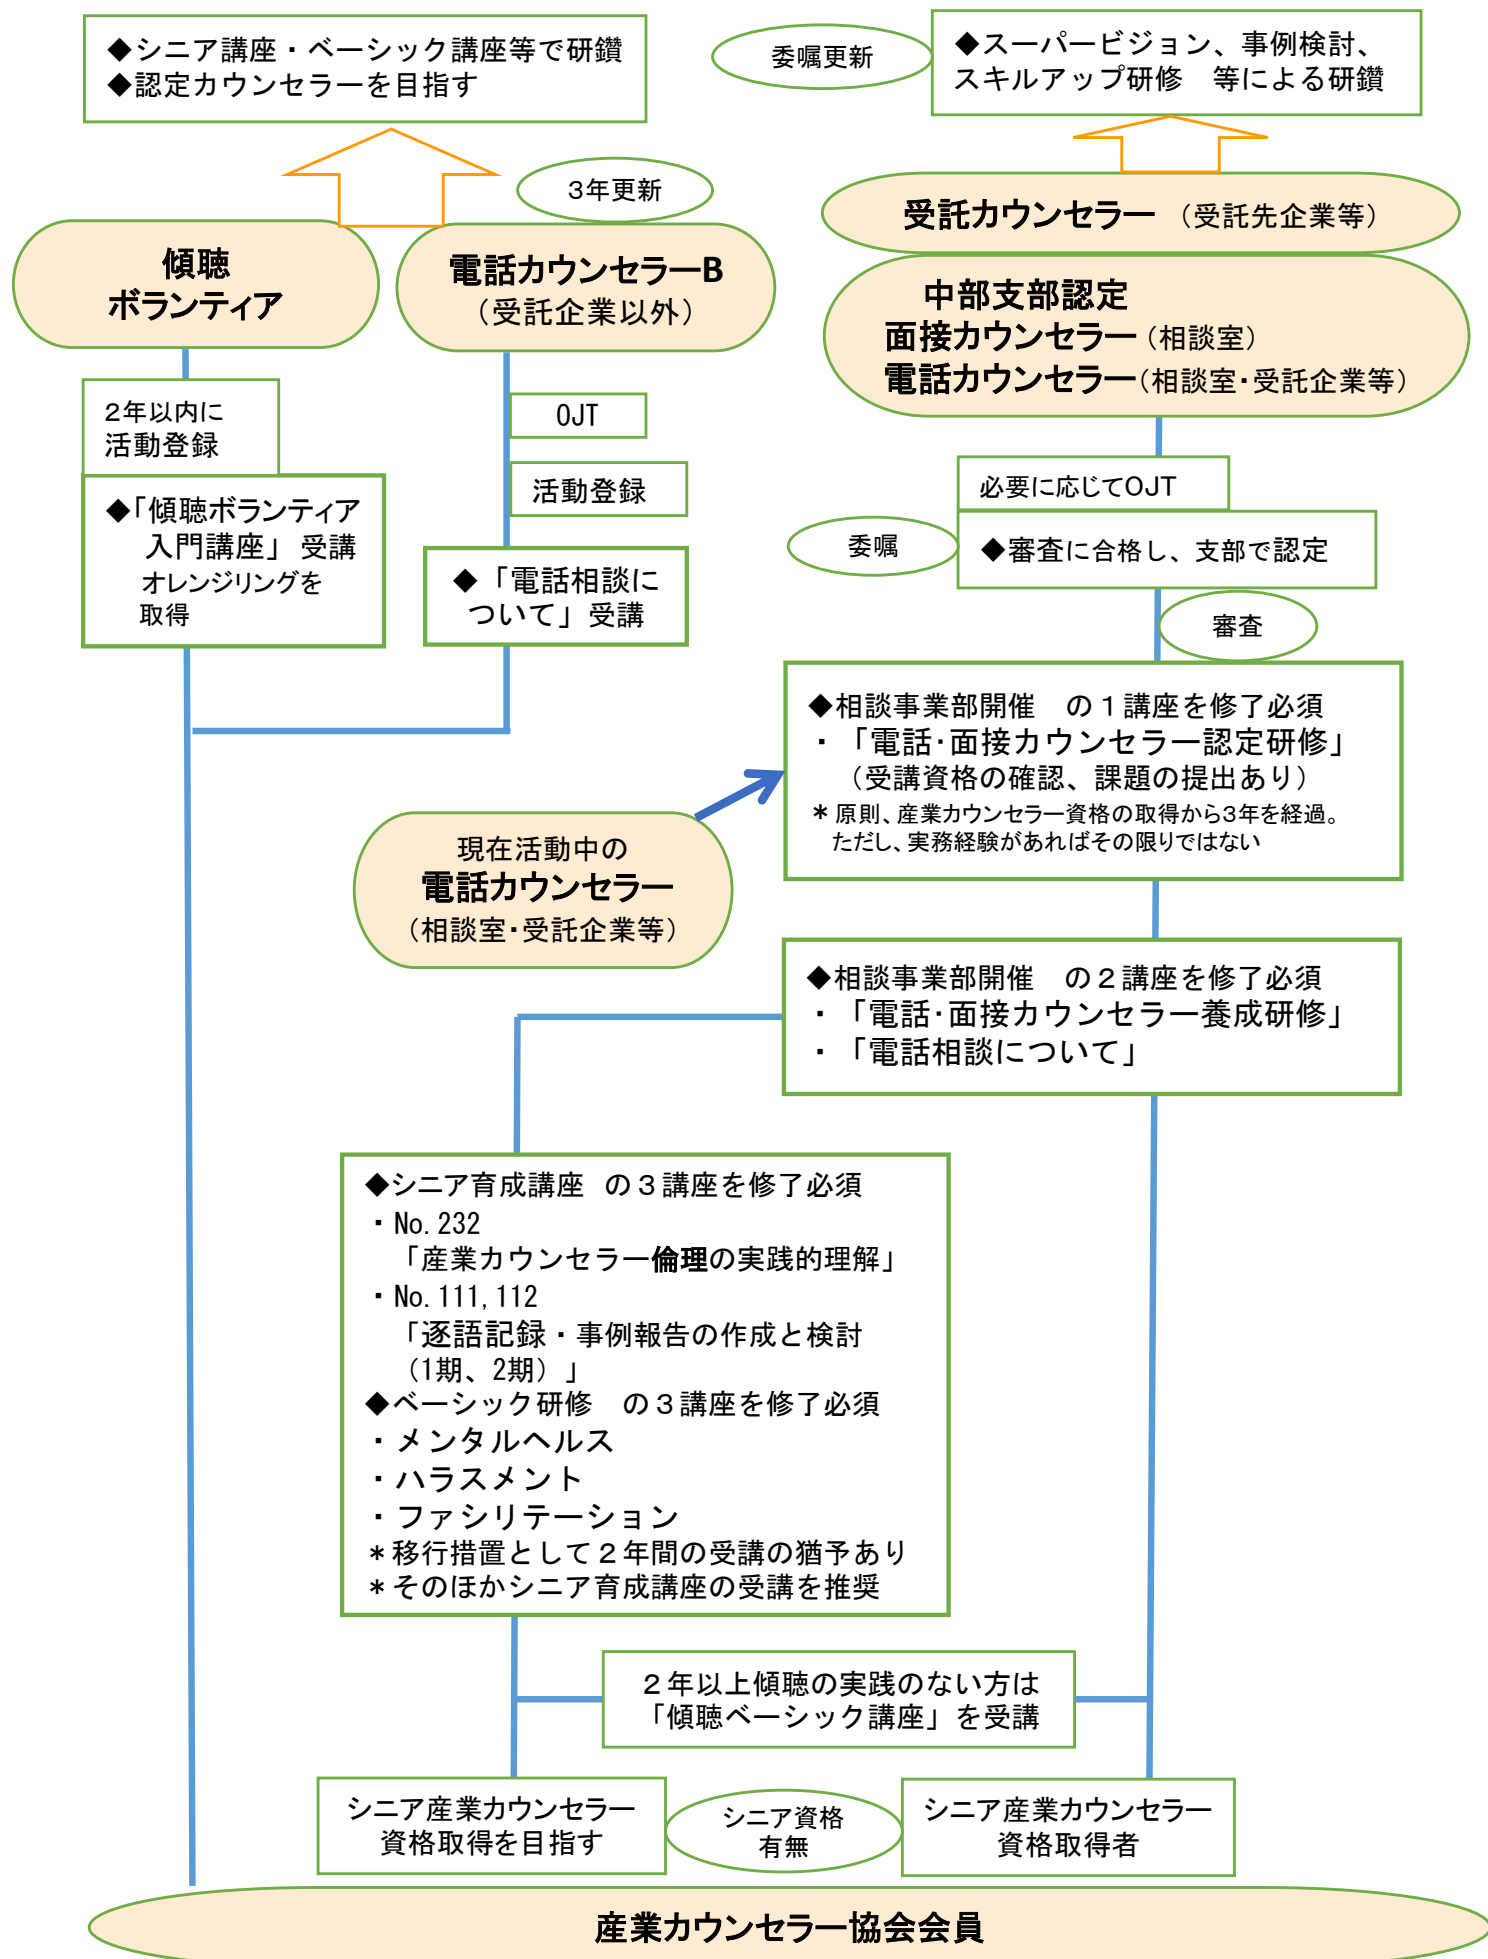 ◆シニア講座・ベーシック講座等で研鑽
◆認定カウンセラーを目指す
委嘱更新
◆スーパービジョン、事例検討、
スキルアップ研修　等による研鑽
3年更新
傾聴
ボランティア
電話カウンセラーB
（受託企業以外）
受託カウンセラー （受託先企業等）
中部支部認定
面接カウンセラー（相談室）
電話カウンセラー（相談室・受託企業等）
2年以内に
活動登録
◆「傾聴ボランティア
入門講座」 受講
オレンジリングを
取得
OJT
活動登録
◆「電話相談に
ついて」受講
必要に応じてOJT
委嘱
◆審査に合格し、支部で認定
審査
◆相談事業部開催　の１講座を修了必須
・「電話・面接カウンセラー認定研修」
（受講資格の確認、課題の提出あり）
＊原則、産業カウンセラー資格の取得から3年を経過。
ただし、実務経験があればその限りではない
現在活動中の
電話カウンセラー
（相談室・受託企業等）
◆相談事業部開催　の２講座を修了必須
・「電話・面接カウンセラー養成研修」
・「電話相談について」
◆シニア育成講座 の３講座を修了必須
・No.232
「産業カウンセラー倫理の実践的理解」
・No.111,112
「逐語記録・事例報告の作成と検討
（1期、2期）」
◆ベーシック研修　の３講座を修了必須
・メンタルヘルス
・ハラスメント
・ファシリテーション
＊移行措置として２年間の受講の猶予あり
＊そのほかシニア育成講座の受講を推奨
２年以上傾聴の実践のない方は
「傾聴ベーシック講座」を受講
シニア産業カウンセラー
資格取得を目指す
シニア資格
有無
シニア産業カウンセラー
資格取得者
産業カウンセラー協会会員